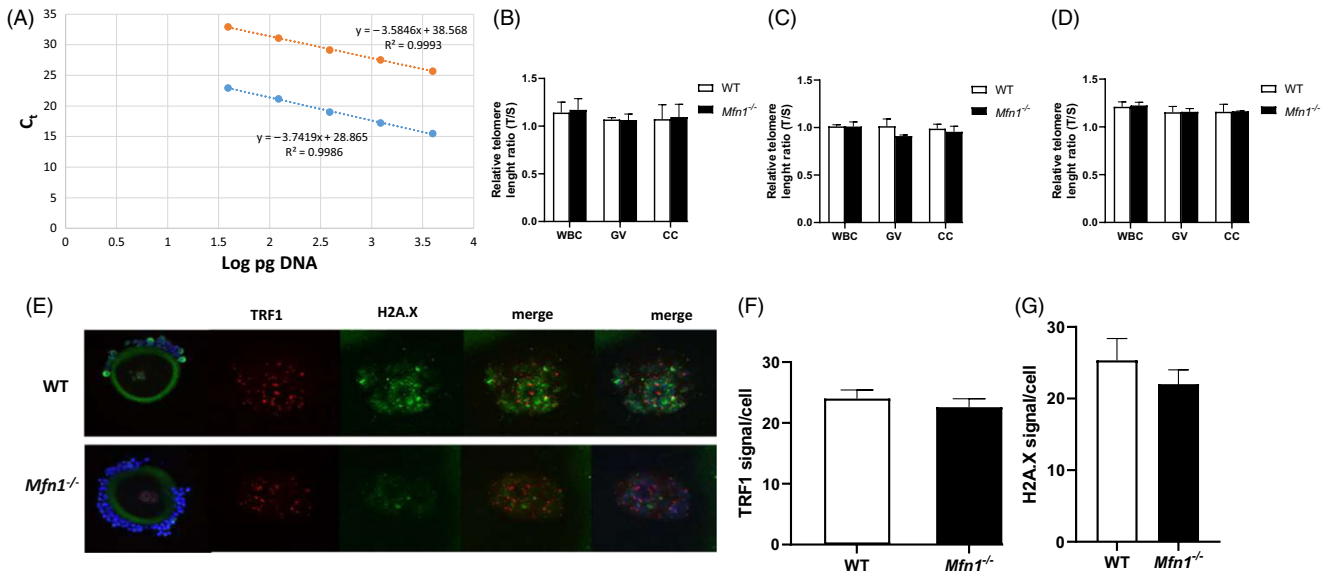 (A)
35
30
25
20
15
10
5
0
Ct
0 0.5 1 1.5 2 2.5 3 3.5 4
Log pg DNA
y = −3.5846x + 38.568
R² = 0.9993
y = −3.7419x + 28.865
R² = 0.9986
(B)
WT
Mfn1-/-
1.5
1.0
0.5
0.0
Relative telomere
lenght ratio (T/S)
WBC GV CC
(C)
WT
Mfn1-/-
1.5
1.0
0.5
0.0
Relative telomere
lenght ratio (T/S)
WBC GV CC
(D)
WT
Mfn1-/-
1.5
1.0
0.5
0.0
Relative telomere
lenght ratio (T/S)
WBC GV CC
(E)
TRF1 H2A.X merge merge
WT
Mfn1-/-
(F)
30
20
10
0
TRF1 signal/cell
WT Mfn1-/-
(G)
30
20
10
0
H2A.X signal/cell
WT Mfn1-/-